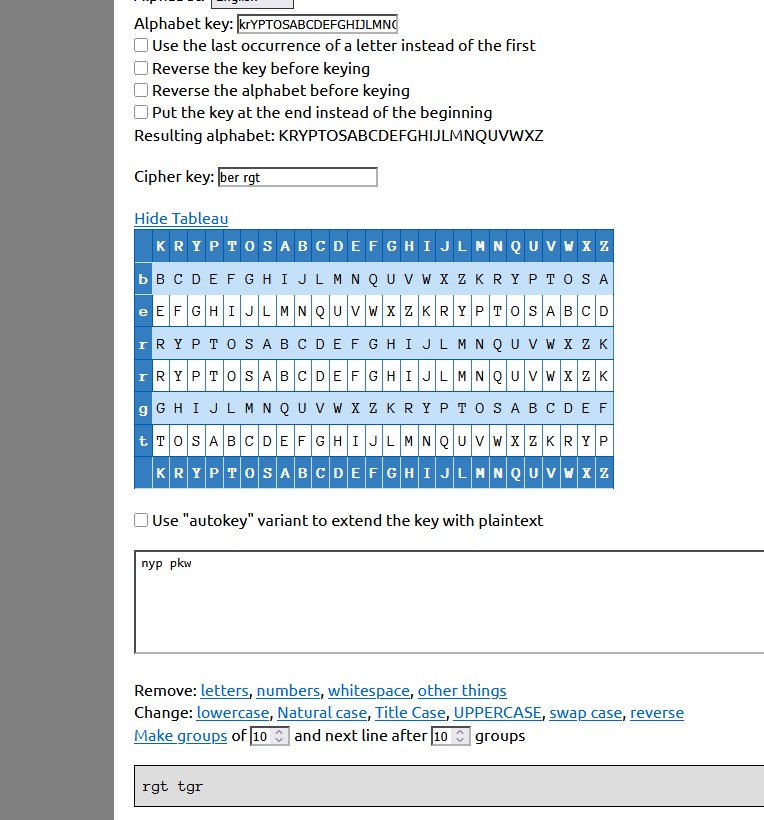 English
Alphabet key: krYPTOSABCDEFGHIJLMNC
Use the last occurrence of a letter instead of the first
Reverse the key before keying
Reverse the alphabet before keying
Put the key at the end instead of the beginning
Resulting alphabet: KRYPTOSABCDEFGHIJLMNQUVWXZ
Cipher key: ber rgt
Hide Tableau
K R Y P T O S A B C D E F G H I J L M N Q U V W X Z
b B C D E F G H I J L M N Q U V W X Z K R Y P T O S A
e E F G H I J L M N Q U V W X Z K R Y P T O S A B C D
r R Y P T O S A B C D E F G H I J L M N Q U V W X Z K
r R Y P T O S A B C D E F G H I J L M N Q U V W X Z K
g G H I J L M N Q U V W X Z K R Y P T O S A B C D E F
t T O S A B C D E F G H I J L M N Q U V W X Z K R Y P
K R Y P T O S A B C D E F G H I J L M N Q U V W X Z
Use "autokey" variant to extend the key with plaintext
nyp pkw
Remove: letters, numbers, whitespace, other things
Change: lowercase, Natural case, Title Case, UPPERCASE, swap case, reverse
Make groups of 10 and next line after 10 groups
rgt tgr